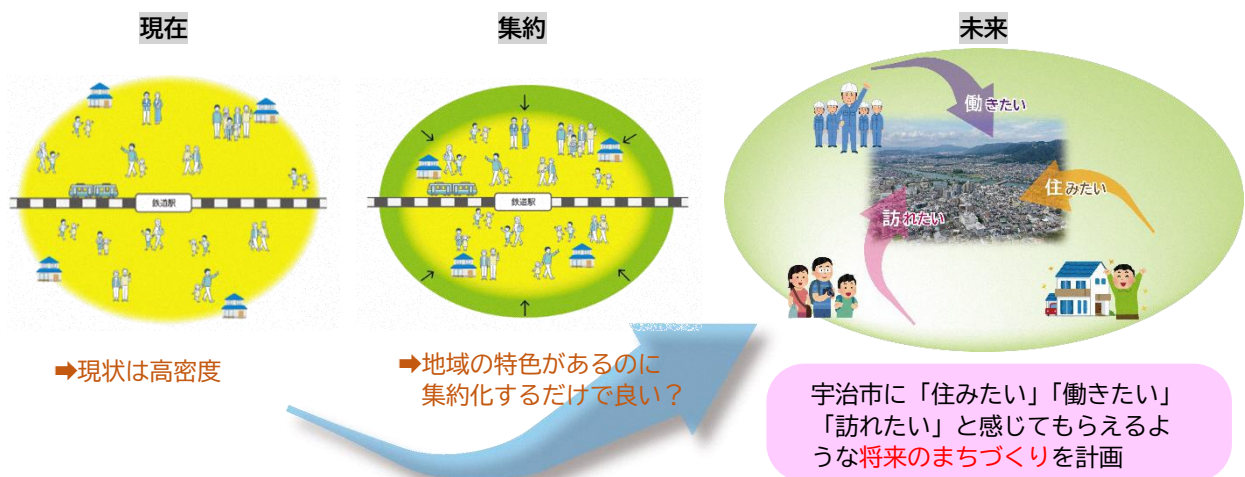 現在
集約
未来
鉄道駅
鉄道駅
働きたい
住みたい
訪れたい
➡現状は高密度
➡地域の特色があるのに
集約化するだけで良い？
宇治市に「住みたい」「働きたい」
「訪れたい」と感じてもらえるよ
うな将来のまちづくりを計画